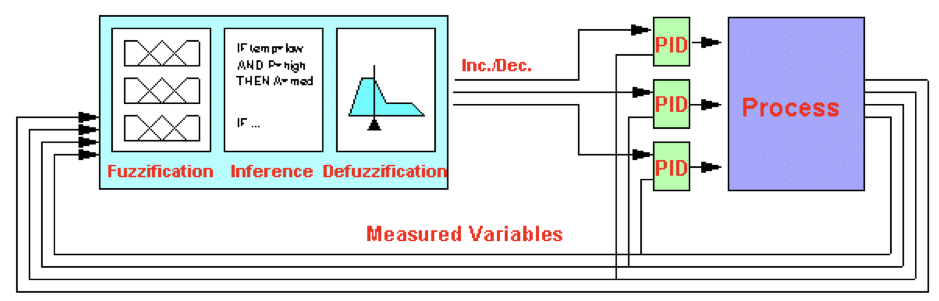 IF temp=low
AND P=high
THEN A=med
IF ...
Fuzzification
Inference
Defuzzification
Inc./Dec.
PID
PID
PID
Process
Measured Variables